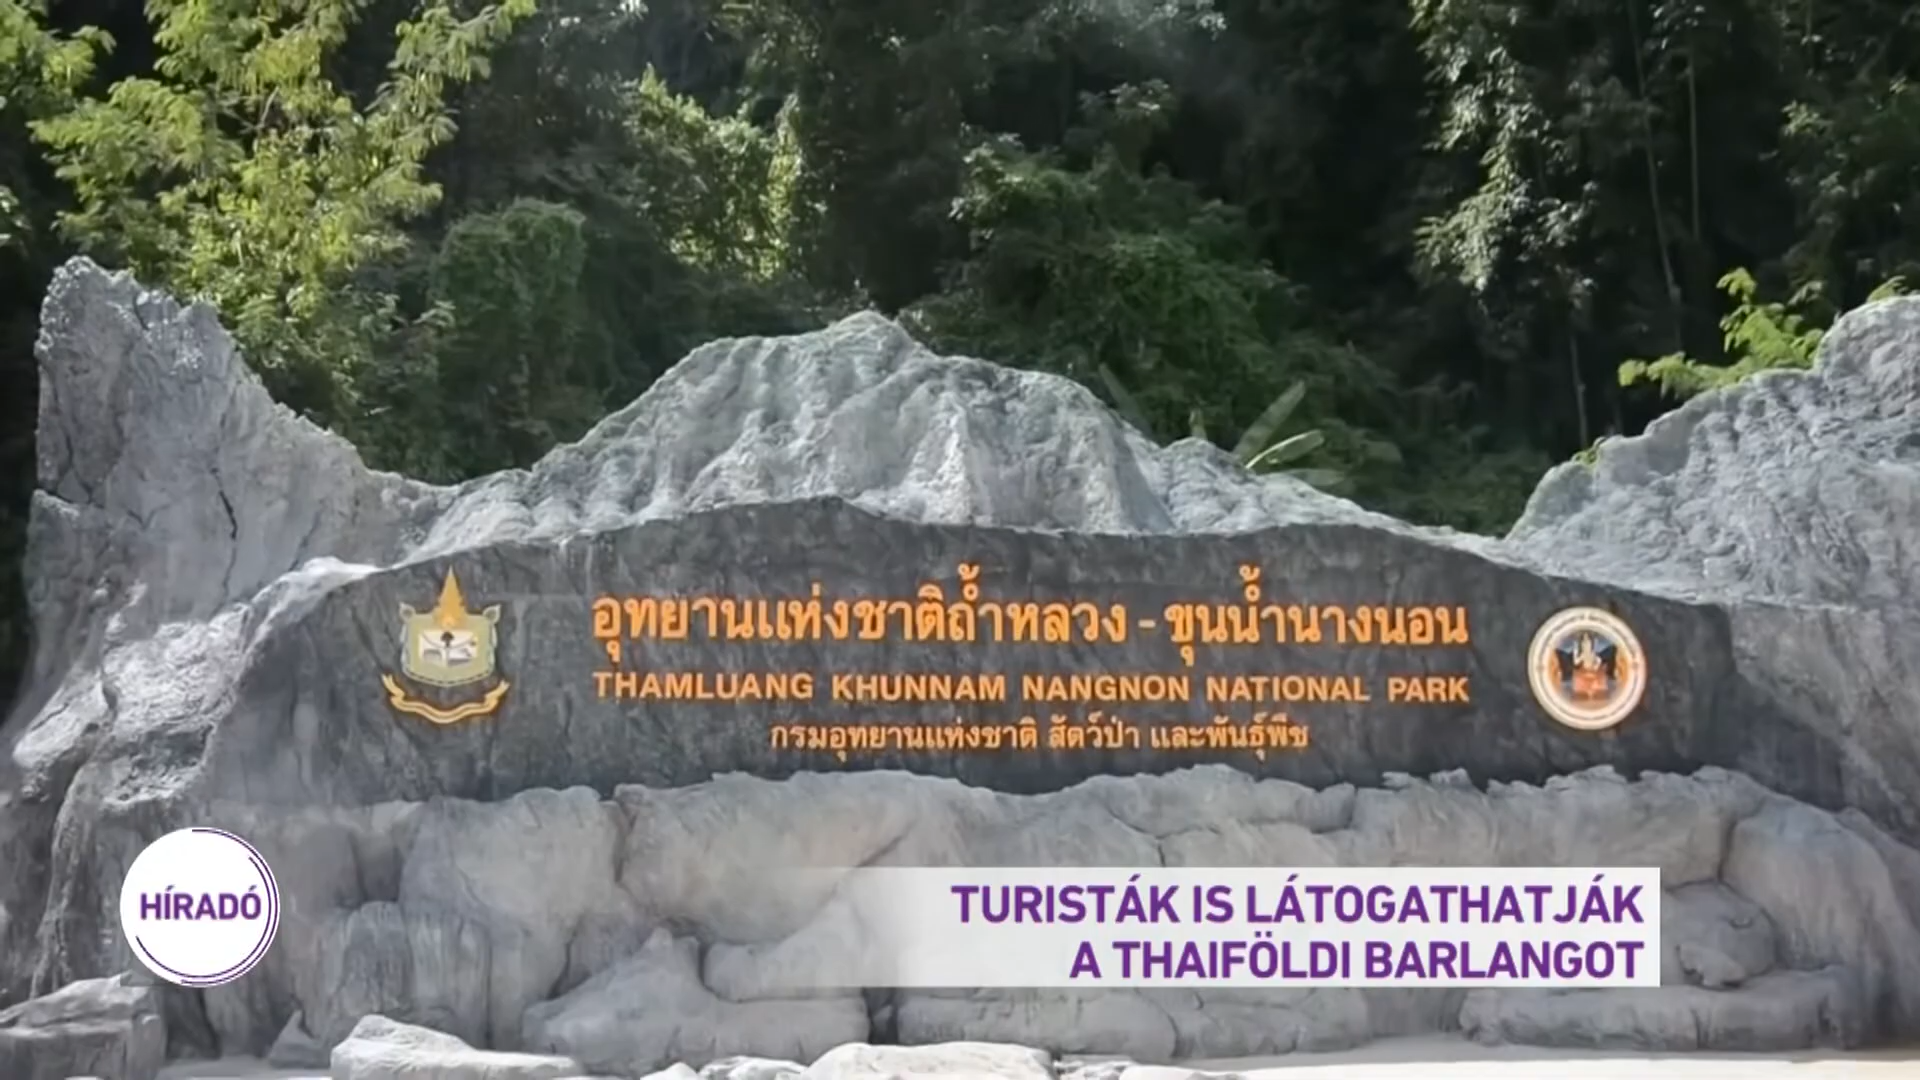 อุทยานแห่งชาติถ้ำหลวง - ขุนน้ำนางนอน
THAMLUANG KHUNNAM NANGNON NATIONAL PARK
กรมอุทยานแห่งชาติ สัตว์ป่า และพันธุ์พืช
HÍRADÓ
TURISTÁK IS LÁTOGATHATJÁK
A THAIFÖLDI BARLANGOT